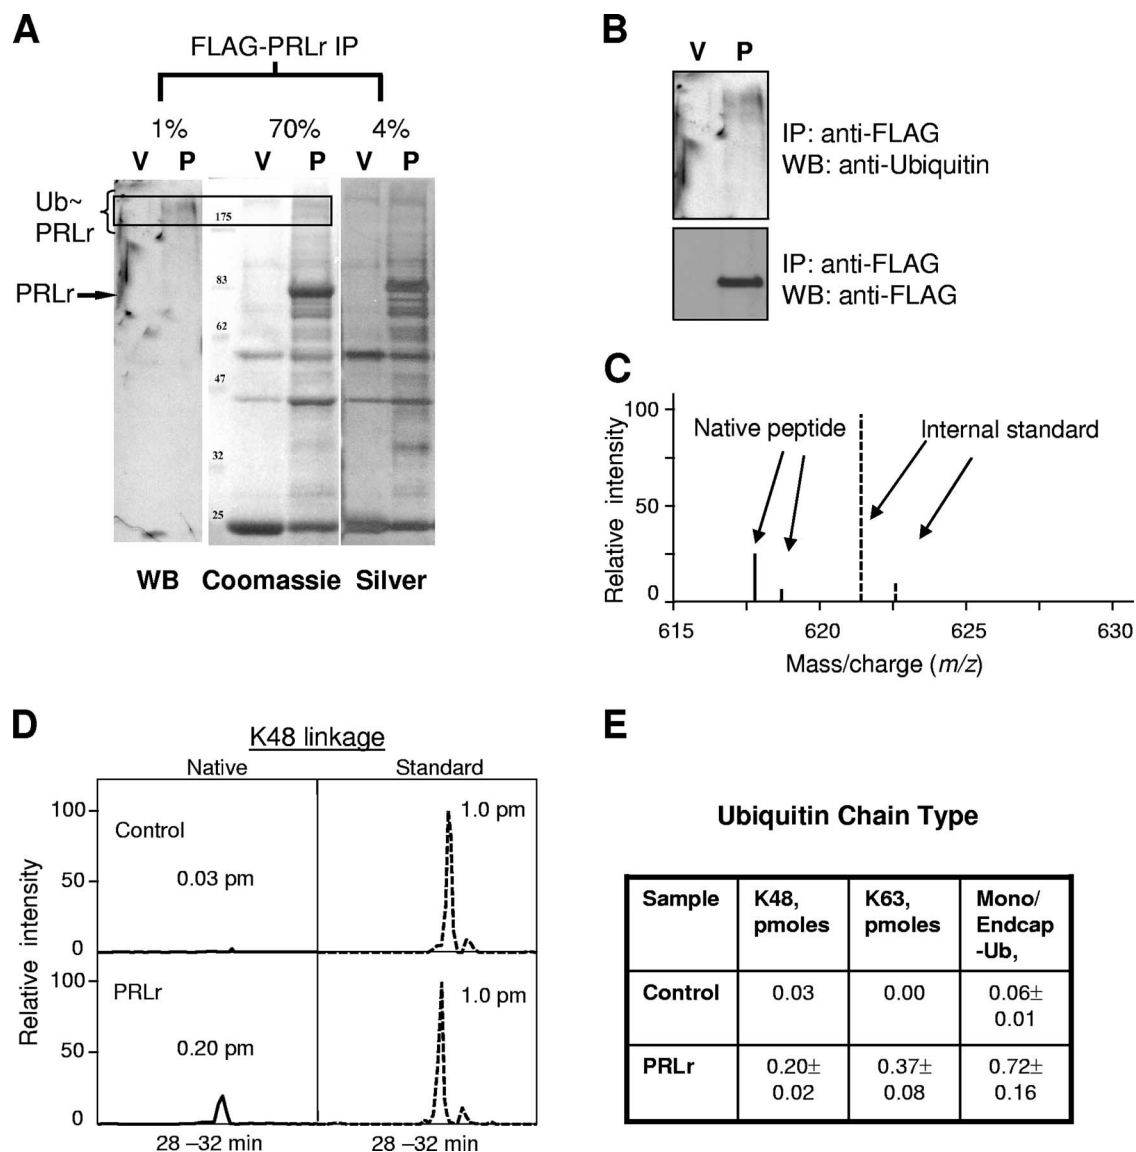 A
FLAG-PRLr IP
1% 70% 4%
V P V P V P
Ub~
PRLr
PRLr
175
83
62
47
32
25
WB Coomassie Silver
B
V P
IP: anti-FLAG
WB: anti-Ubiquitin
IP: anti-FLAG
WB: anti-FLAG
C
Relative intensity
100
50
0
Native peptide
Internal standard
615 620 625 630
Mass/charge (m/z)
D
K48 linkage
Native Standard
Relative intensity
100
50
0
Control
0.03 pm
1.0 pm
Relative intensity
100
50
0
PRLr
0.20 pm
1.0 pm
28 –32 min 28 –32 min
E
Ubiquitin Chain Type
Sample K48, pmoles K63, pmoles Mono/ Endcap -Ub,
Control 0.03 0.00 0.06± 0.01
PRLr 0.20± 0.02 0.37± 0.08 0.72± 0.16